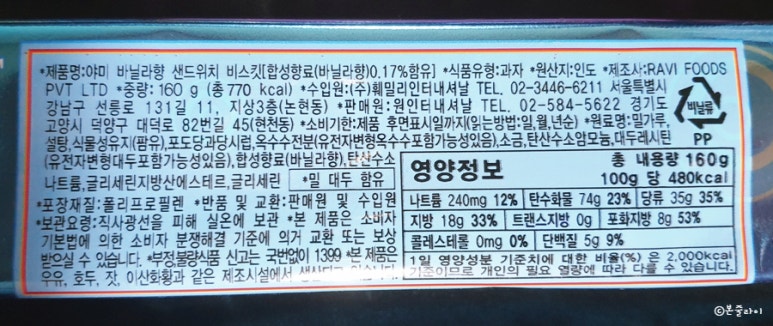 *제품명:야미 바닐라향 샌드위치 비스킷[합성향료(바닐라향)0.17%함유] *식품유형:과자 *원산지:인도 *제조사:RAVI FOODS
PVT LTD *중량:160 g (총 770 kcal) *수입원:(주)훼밀리인터내셔날 TEL. 02-3446-6211 서울특별시
강남구 선릉로 131길 11, 지상3층(논현동) *판매원:원인터내셔날 TEL. 02-584-5622 경기도
고양시 덕양구 대덕로 82번길 45(현천동) *소비기한:제품 후면표시일까지(읽는방법:일,월,년순) *원료명:밀가루,
설탕,식물성유지(팜유),포도당과당시럽,옥수수전분(유전자변형옥수수포함가능성있음),소금,탄산수소암모늄,대두레시틴
(유전자변형대두포함가능성있음),합성향료(바닐라향),탄산수소
나트륨,글리세린지방산에스테르,글리세린 *밀 대두 함유
*포장재질:폴리프로필렌 *반품 및 교환:판매원 및 수입원
*보관요령:직사광선을 피해 실온에 보관 *본 제품은 소비자
기본법에 의한 소비자 분쟁해결 기준에 의거 교환 또는 보상
받으실 수 있습니다. *부정,불량식품 신고는 국번없이 1399 *본 제품은
우유, 호두, 잣, 이산화황과 같은 제조시설에서 생산되고 있습니다.
비닐류
PP
영양정보
총 내용량 160g
100g 당 480kcal
나트륨 240mg 12% 탄수화물 74g 23% 당류 35g 35%
지방 18g 33% 트랜스지방 0g 포화지방 8g 53%
콜레스테롤 0mg 0% 단백질 5g 9%
1일 영양성분 기준치에 대한 비율(%) 은 2,000kcal
기준이므로 개인의 필요 열량에 따라 다를 수 있습니다.
©본줄라이